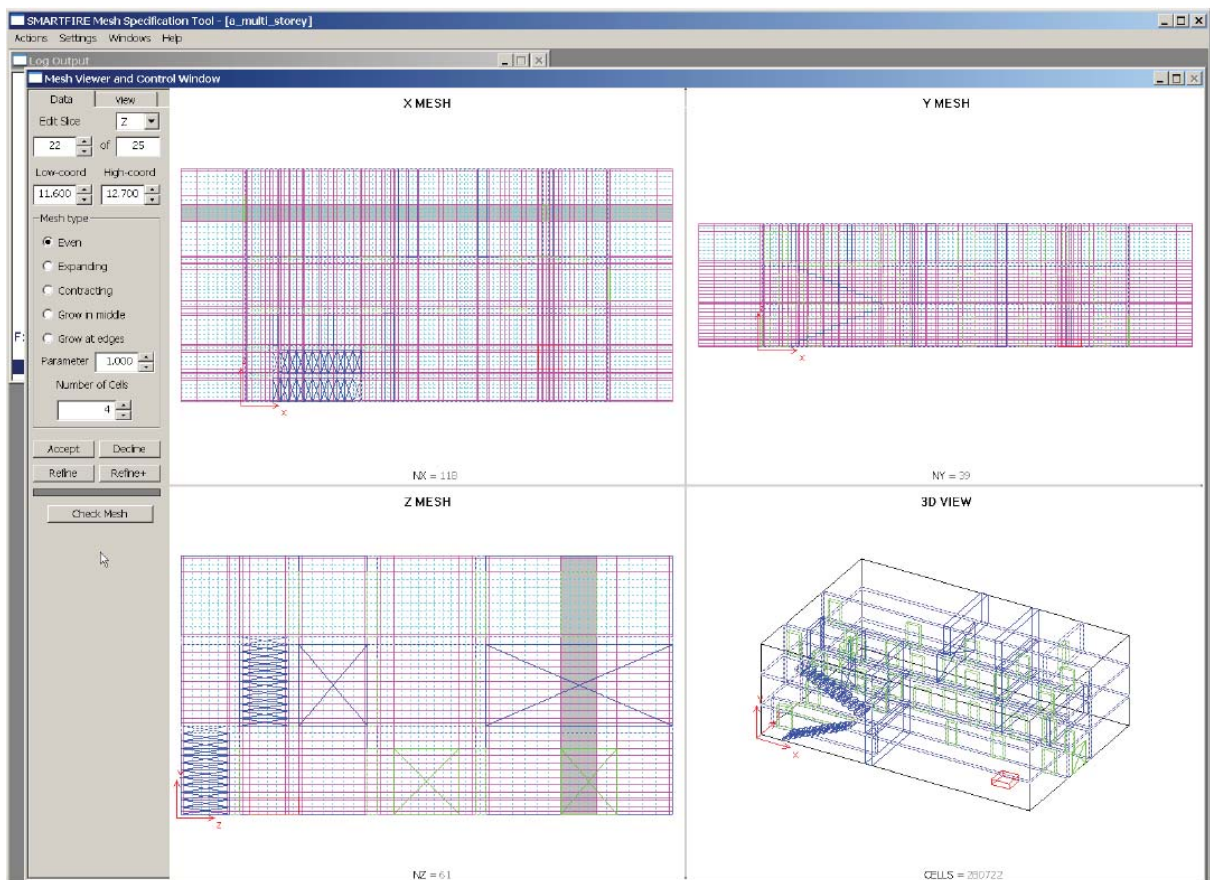 SMARTFIRE Mesh Specification Tool - [a_multi_storey]
Actions Settings Windows Help
Log Output
Mesh Viewer and Control Window
Data View
Edit Slice Z
22 of 25
Low-coord High-coord
11.600 12.700
Mesh type
Even
Expanding
Contracting
Grow in middle
Grow at edges
Parameter 1.000
Number of Cells
4
Accept Decline
Refine Refine+
Check Mesh
F:
X MESH
Z
X
NX = 118
Y MESH
X
NY = 39
Z MESH
Y
Z
NZ = 61
3D VIEW
Y
X
CELLS = 280722